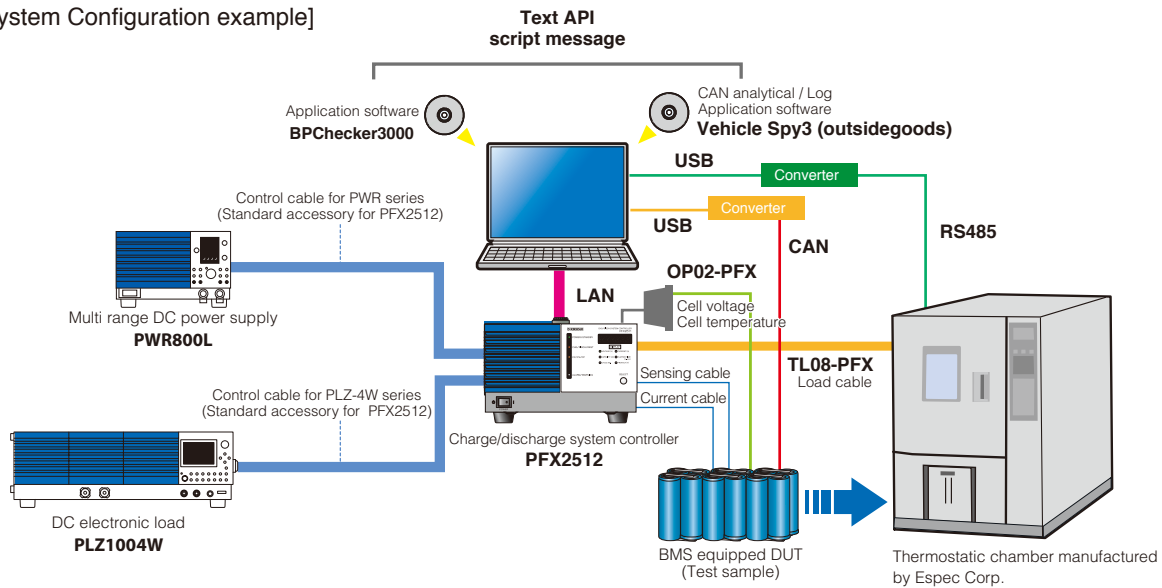 ystem Configuration example]
Text API
script message
Application software
BPChecker3000
CAN analytical / Log
Application software
Vehicle Spy3 (outsidegoods)
USB
Converter
USB
Converter
RS485
CAN
Control cable for PWR series
(Standard accessory for PFX2512)
OP02-PFX
LAN
Cell voltage
Cell temperature
Multi range DC power supply
PWR800L
TL08-PFX
Load cable
Sensing cable
Current cable
Control cable for PLZ-4W series
(Standard accessory for PFX2512)
Charge/discharge system controller
PFX2512
DC electronic load
PLZ1004W
BMS equipped DUT
(Test sample)
Thermostatic chamber manufactured
by Espec Corp.